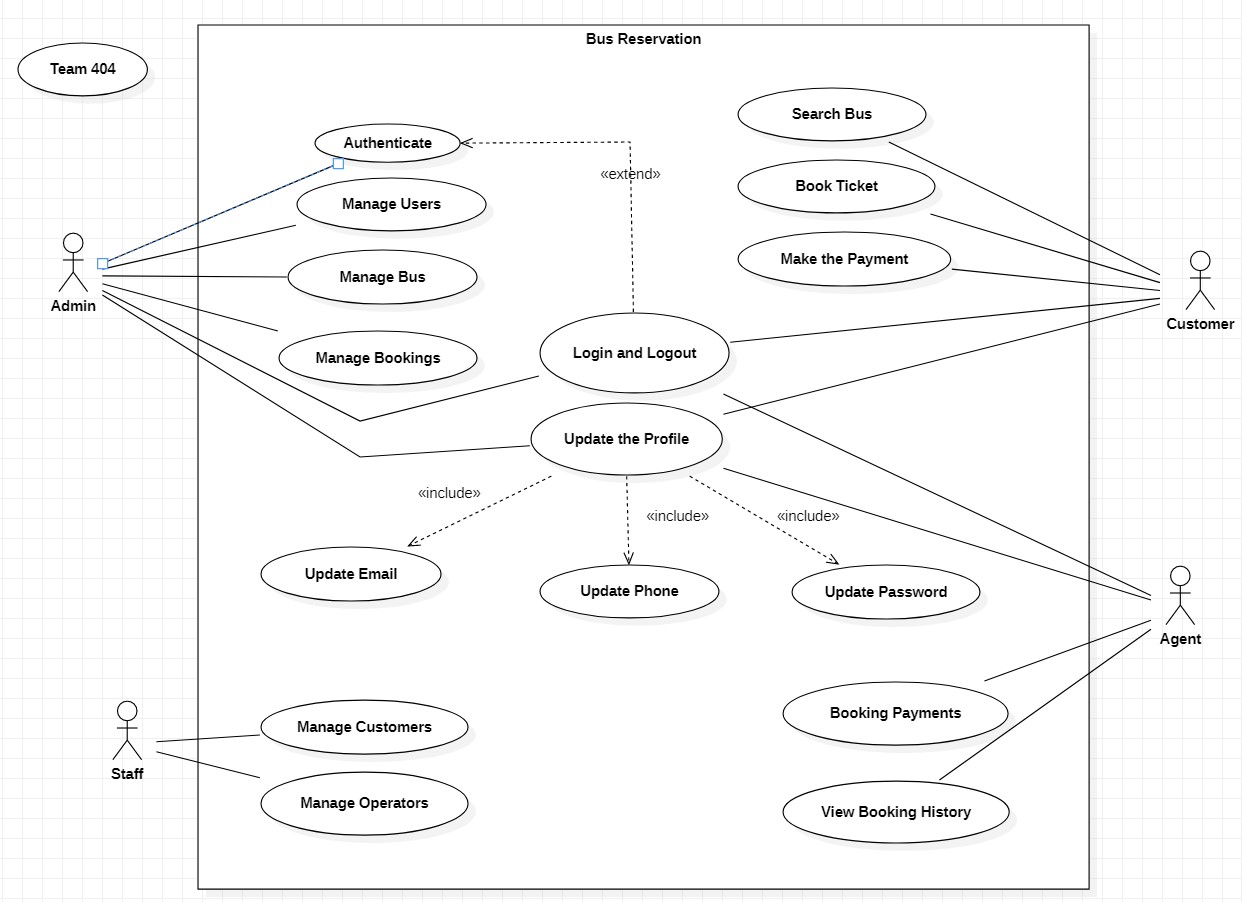 Bus Reservation
Team 404
Search Bus
Authenticate
«extend»
Book Ticket
Manage Users
Make the Payment
Manage Bus
Admin
Customer
Login and Logout
Manage Bookings
Update the Profile
«include»
«include»
«include»
Update Email
Update Phone
Update Password
Agent
Booking Payments
Manage Customers
Staff
Manage Operators
View Booking History